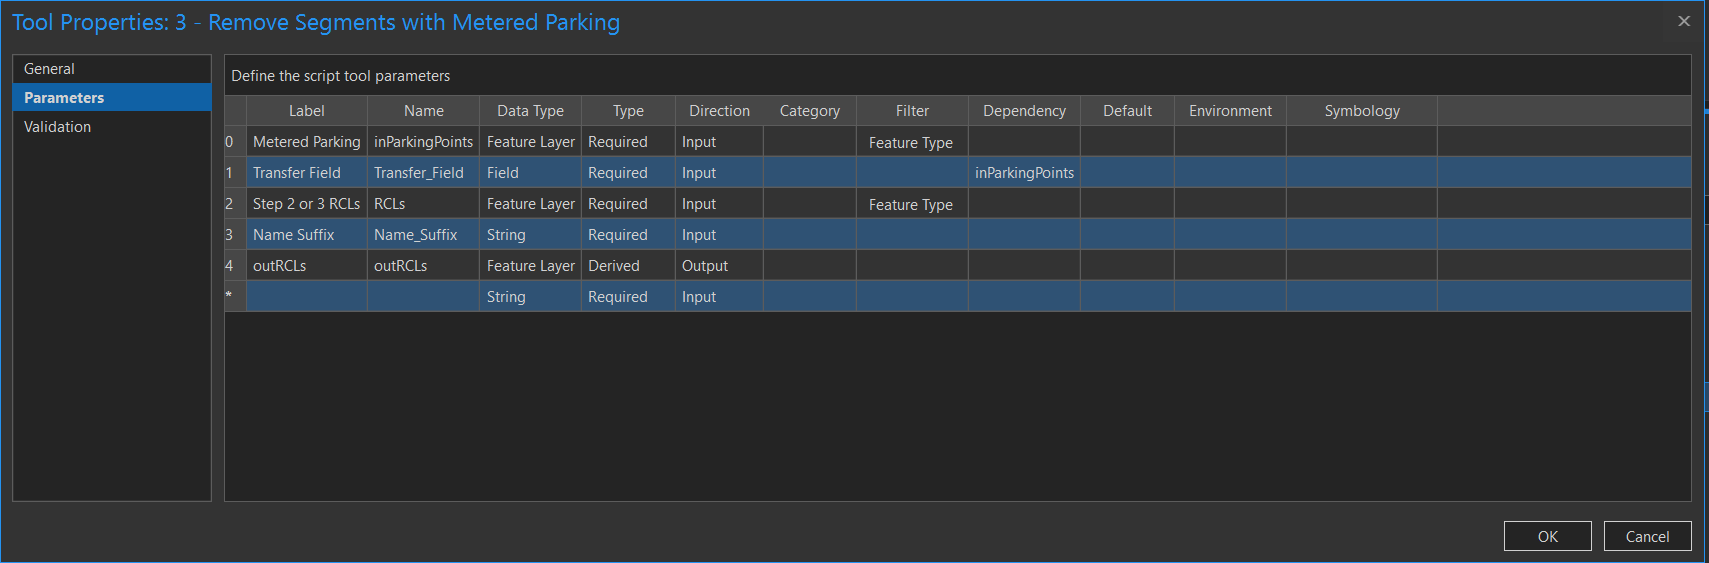 Tool Properties: 3 - Remove Segments with Metered Parking
General
Parameters
Validation
Define the script tool parameters
Label Name Data Type Type Direction Category Filter Dependency Default Environment Symbology
0 Metered Parking inParkingPoints Feature Layer Required Input Feature Type
1 Transfer Field Transfer_Field Field Required Input inParkingPoints
2 Step 2 or 3 RCLs RCLs Feature Layer Required Input Feature Type
3 Name Suffix Name_Suffix String Required Input
4 outRCLs outRCLs Feature Layer Derived Output
* String Required Input
OK Cancel